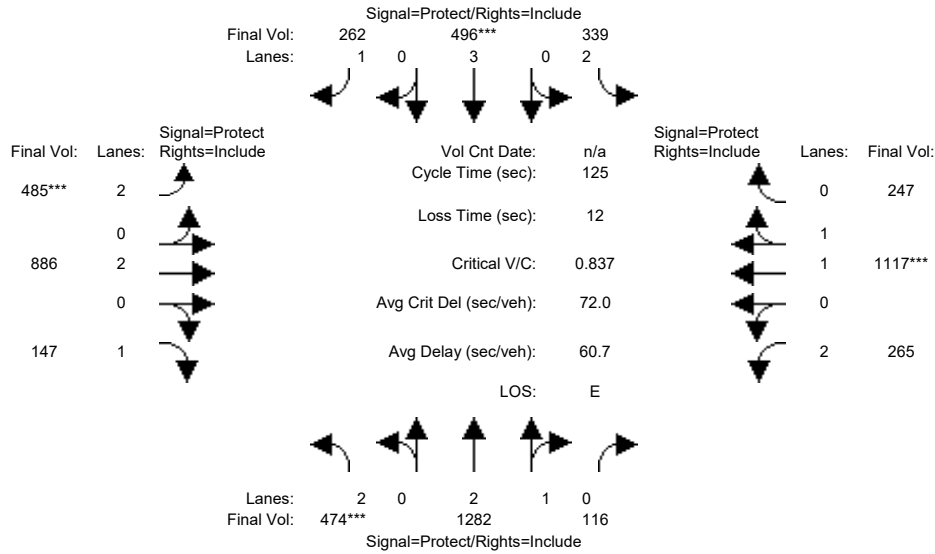 Signal=Protect/Rights=Include
Final Vol: 262 496*** 339
Lanes: 1 0 3 0 2
Signal=Protect
Final Vol: Lanes: Rights=Include
Vol Cnt Date: n/a
Signal=Protect
Rights=Include Lanes: Final Vol:
Cycle Time (sec): 125
485*** 2
0 247
Loss Time (sec): 12
0
1
886 2
Critical V/C: 0.837
1 1117***
0
Avg Crit Del (sec/veh): 72.0
0
147 1
Avg Delay (sec/veh): 60.7
2 265
LOS: E
Lanes: 2 0 2 1 0
Final Vol: 474*** 1282 116
Signal=Protect/Rights=Include